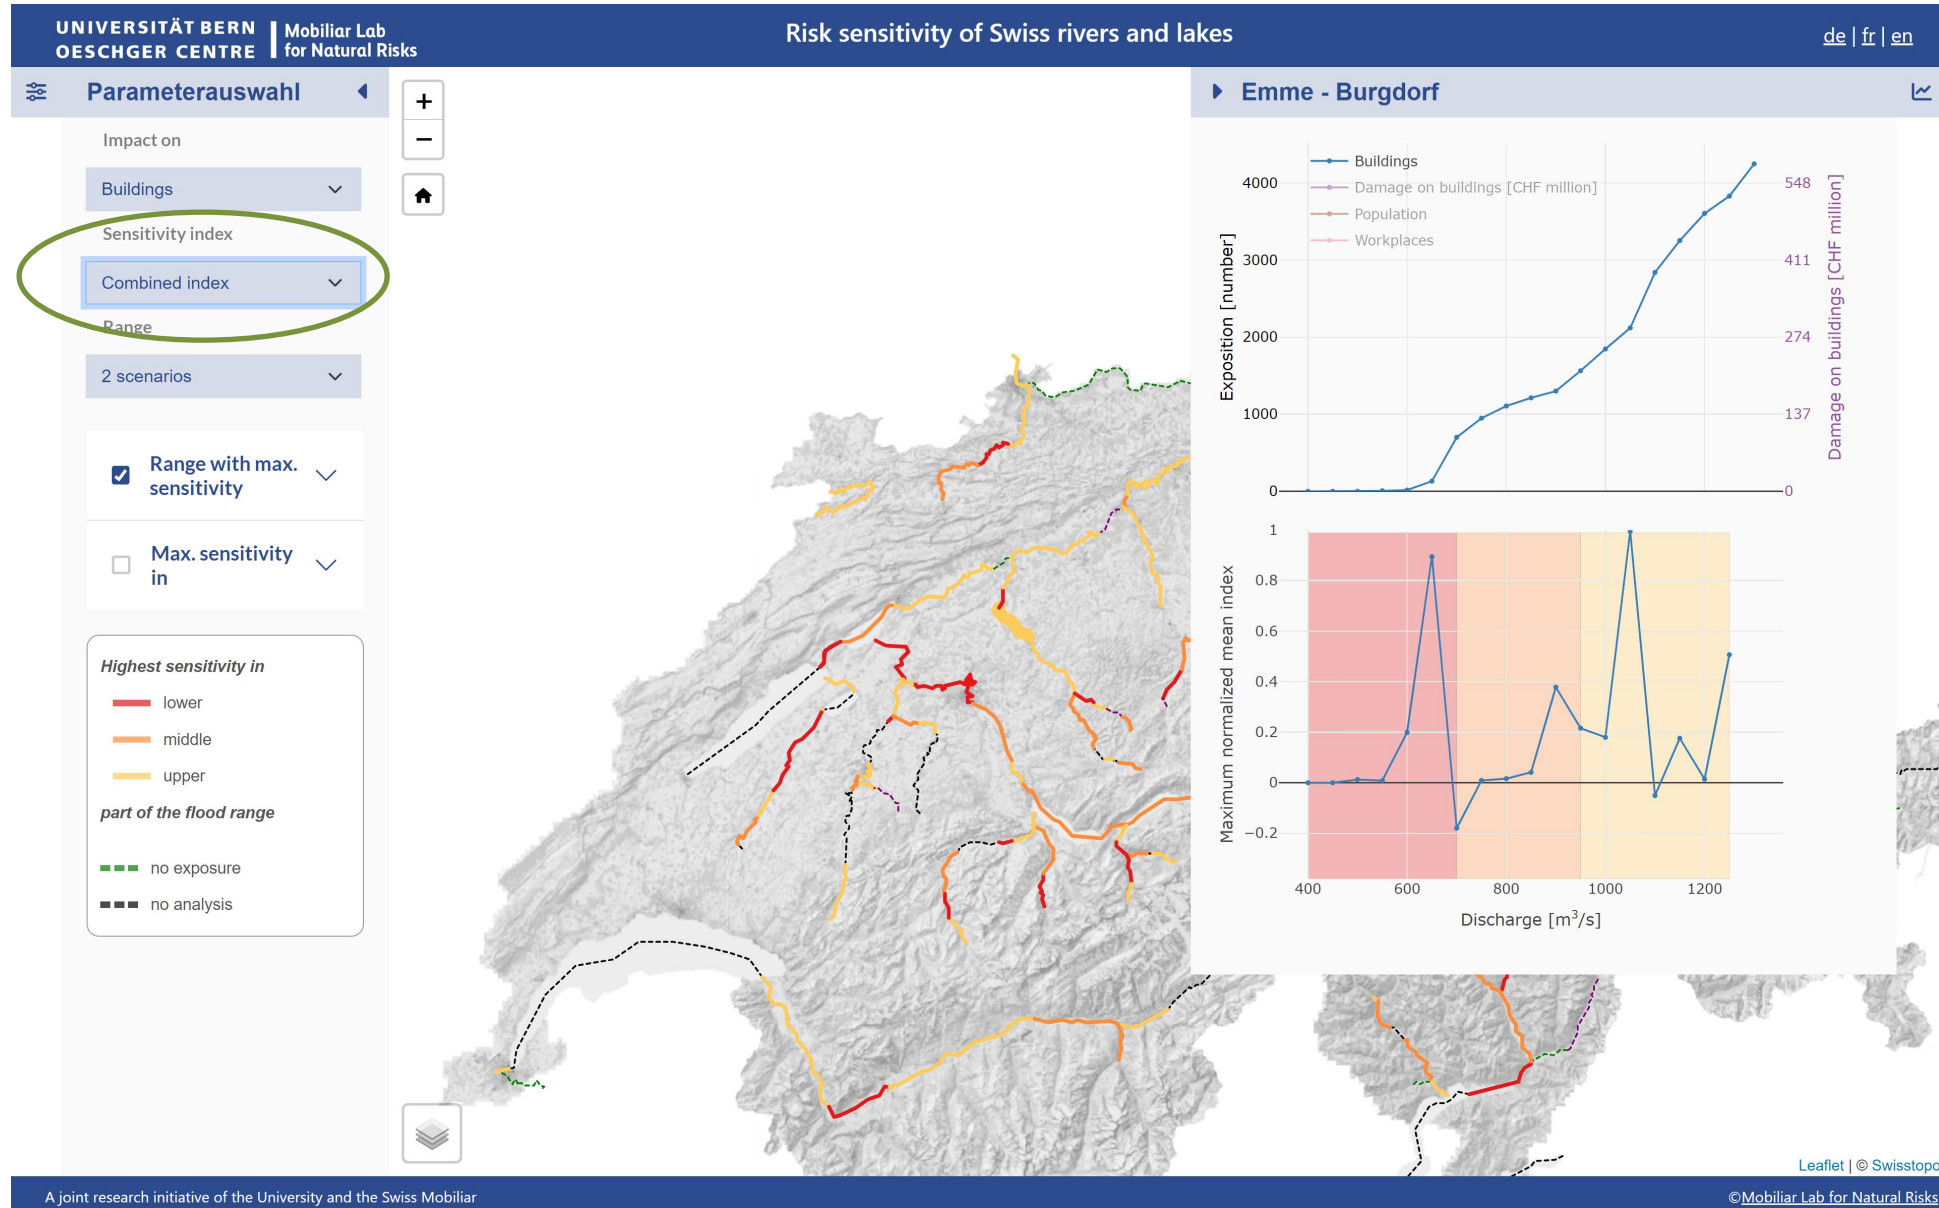 UNIVERSITÄT BERN
OESCHGER CENTRE
Mobiliar Lab
for Natural Risks
Risk sensitivity of Swiss rivers and lakes
de | fr | en
Parameterauswahl
Impact on
Buildings
Sensitivity index
Combined index
Range
2 scenarios
Range with max.
sensitivity
Max. sensitivity
in
Highest sensitivity in
lower
middle
upper
part of the flood range
no exposure
no analysis
+
−
Emme - Burgdorf
Buildings
Damage on buildings [CHF million]
Population
Workplaces
Exposition [number]
4000
3000
2000
1000
0
548
411
274
137
0
Damage on buildings [CHF million]
Maximum normalized mean index
1
0.8
0.6
0.4
0.2
0
−0.2
400 600 800 1000 1200
Discharge [m³/s]
Leaflet | © Swisstopo
A joint research initiative of the University and the Swiss Mobiliar
©Mobiliar Lab for Natural Risks